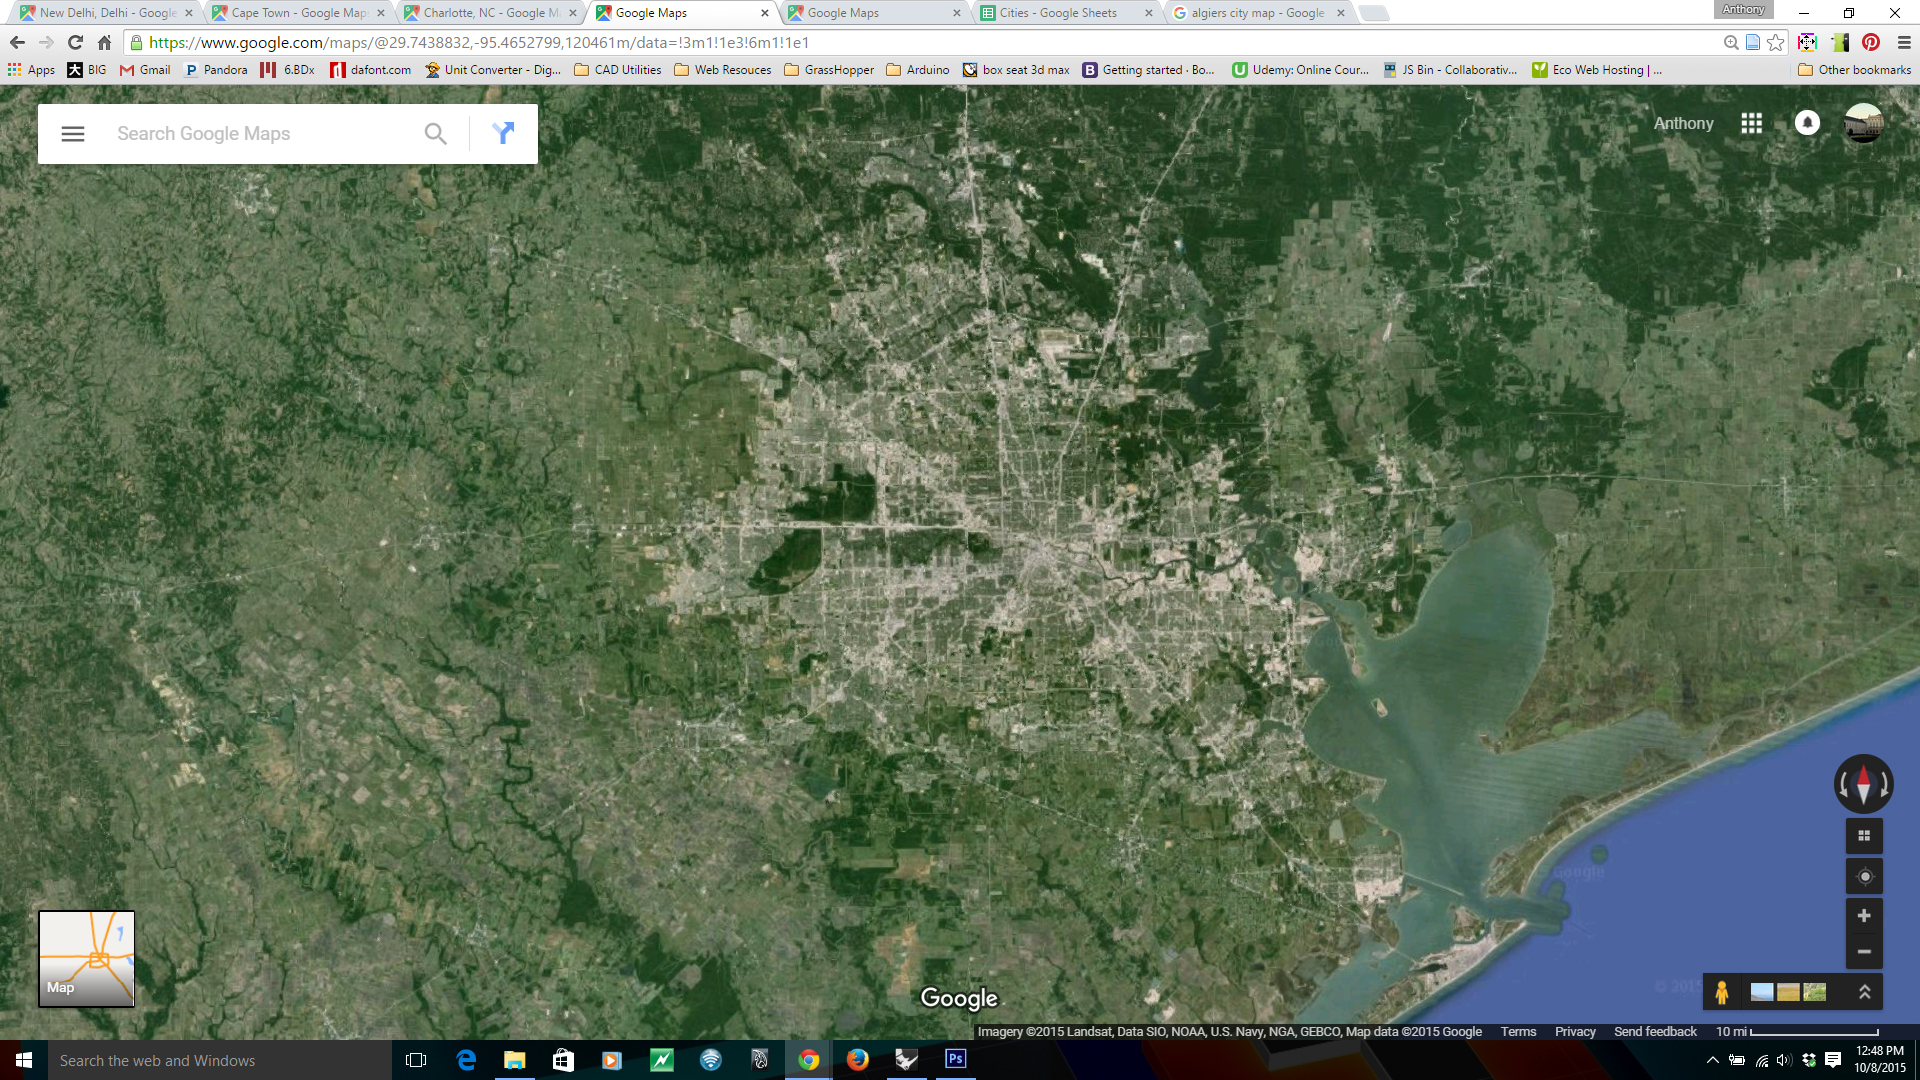 New Delhi, Delhi - Google
Cape Town - Google Maps
Charlotte, NC - Google M
Google Maps
Google Maps
Cities - Google Sheets
algiers city map - Google
Anthony
https://www.google.com/maps/@29.7438832,-95.4652799,120461m/data=!3m1!1e3!6m1!1e1
Apps
BIG
Gmail
Pandora
6.BDx
dafont.com
Unit Converter - Dig...
CAD Utilities
Web Resouces
GrassHopper
Arduino
box seat 3d max
Getting started · Bo...
Udemy: Online Cour...
JS Bin - Collaborativ...
Eco Web Hosting | ...
Other bookmarks
Search Google Maps
Anthony
Google
Map
Google
© 2015
Imagery ©2015 Landsat, Data SIO, NOAA, U.S. Navy, NGA, GEBCO, Map data ©2015 Google
Terms
Privacy
Send feedback
10 mi
Search the web and Windows
Ps
12:48 PM
10/8/2015